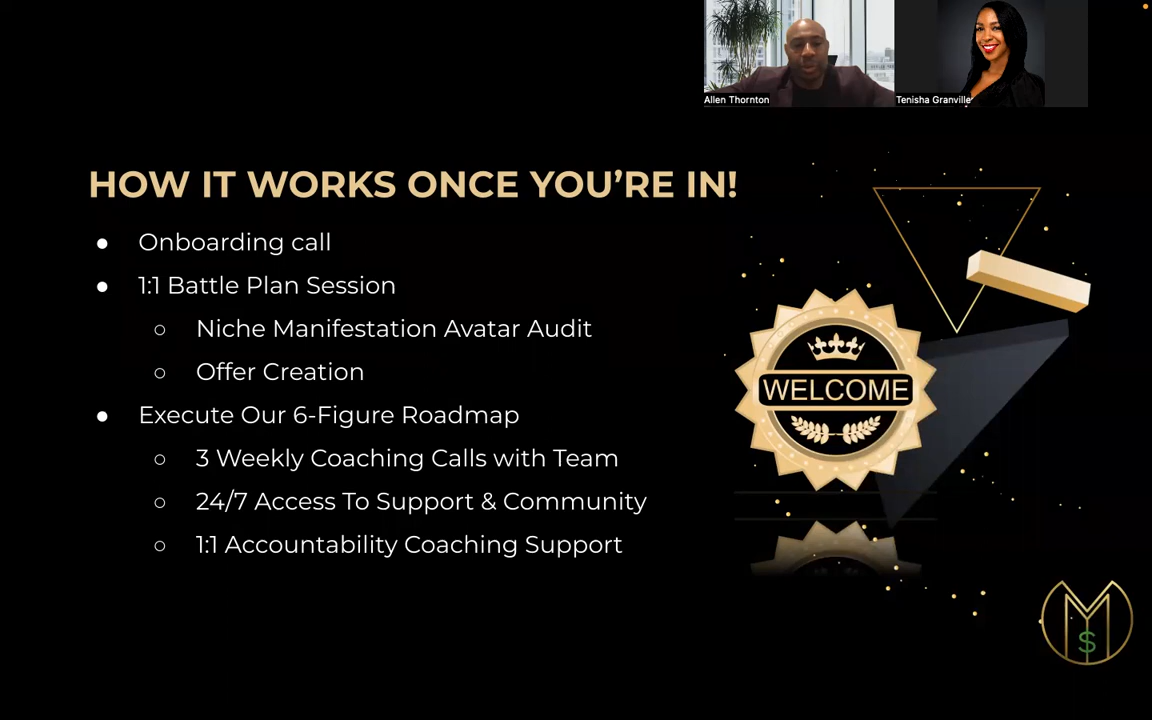 Allen Thornton
Tenisha Granville
HOW IT WORKS ONCE YOU’RE IN!
● Onboarding call
● 1:1 Battle Plan Session
○ Niche Manifestation Avatar Audit
○ Offer Creation
● Execute Our 6-Figure Roadmap
○ 3 Weekly Coaching Calls with Team
○ 24/7 Access To Support & Community
○ 1:1 Accountability Coaching Support
WELCOME
M
$